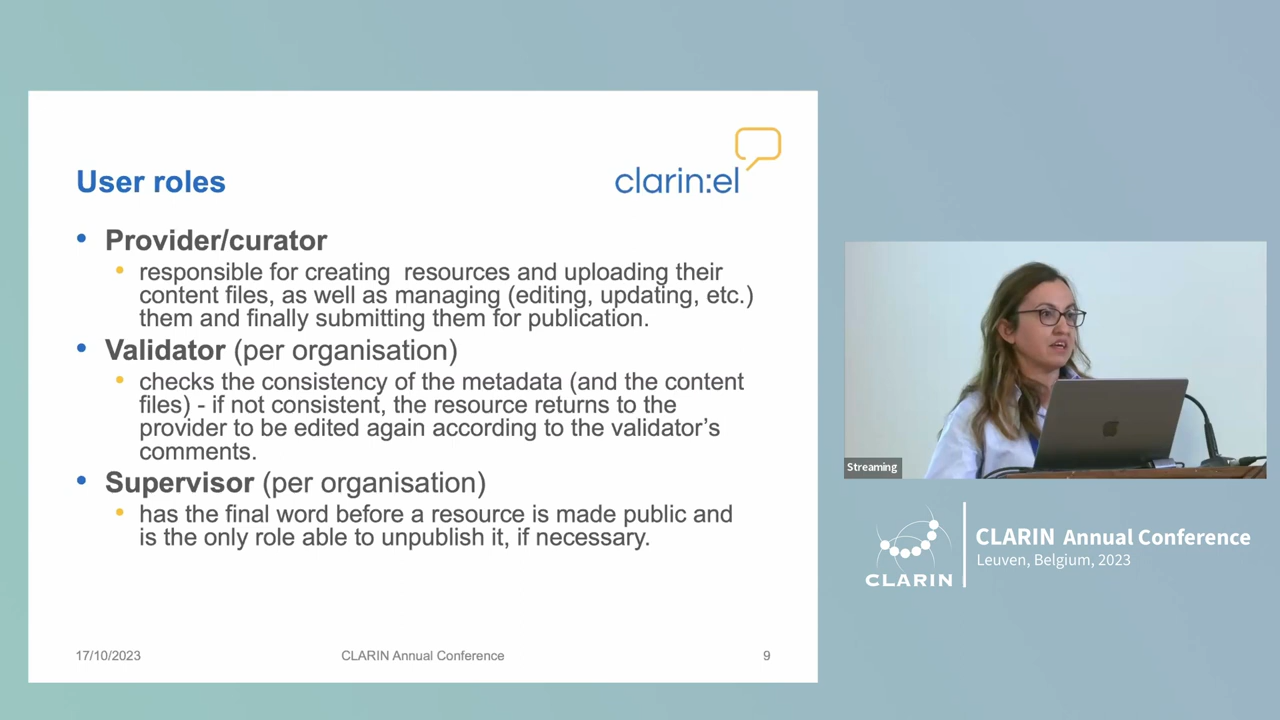 clarin:el
User roles
• Provider/curator
• responsible for creating  resources and uploading their
content files, as well as managing (editing, updating, etc.)
them and finally submitting them for publication.
• Validator (per organisation)
• checks the consistency of the metadata (and the content
files) - if not consistent, the resource returns to the
provider to be edited again according to the validator’s
comments.
• Supervisor (per organisation)
• has the final word before a resource is made public and
is the only role able to unpublish it, if necessary.
17/10/2023
CLARIN Annual Conference
9
Streaming
CLARIN
CLARIN Annual Conference
Leuven, Belgium, 2023